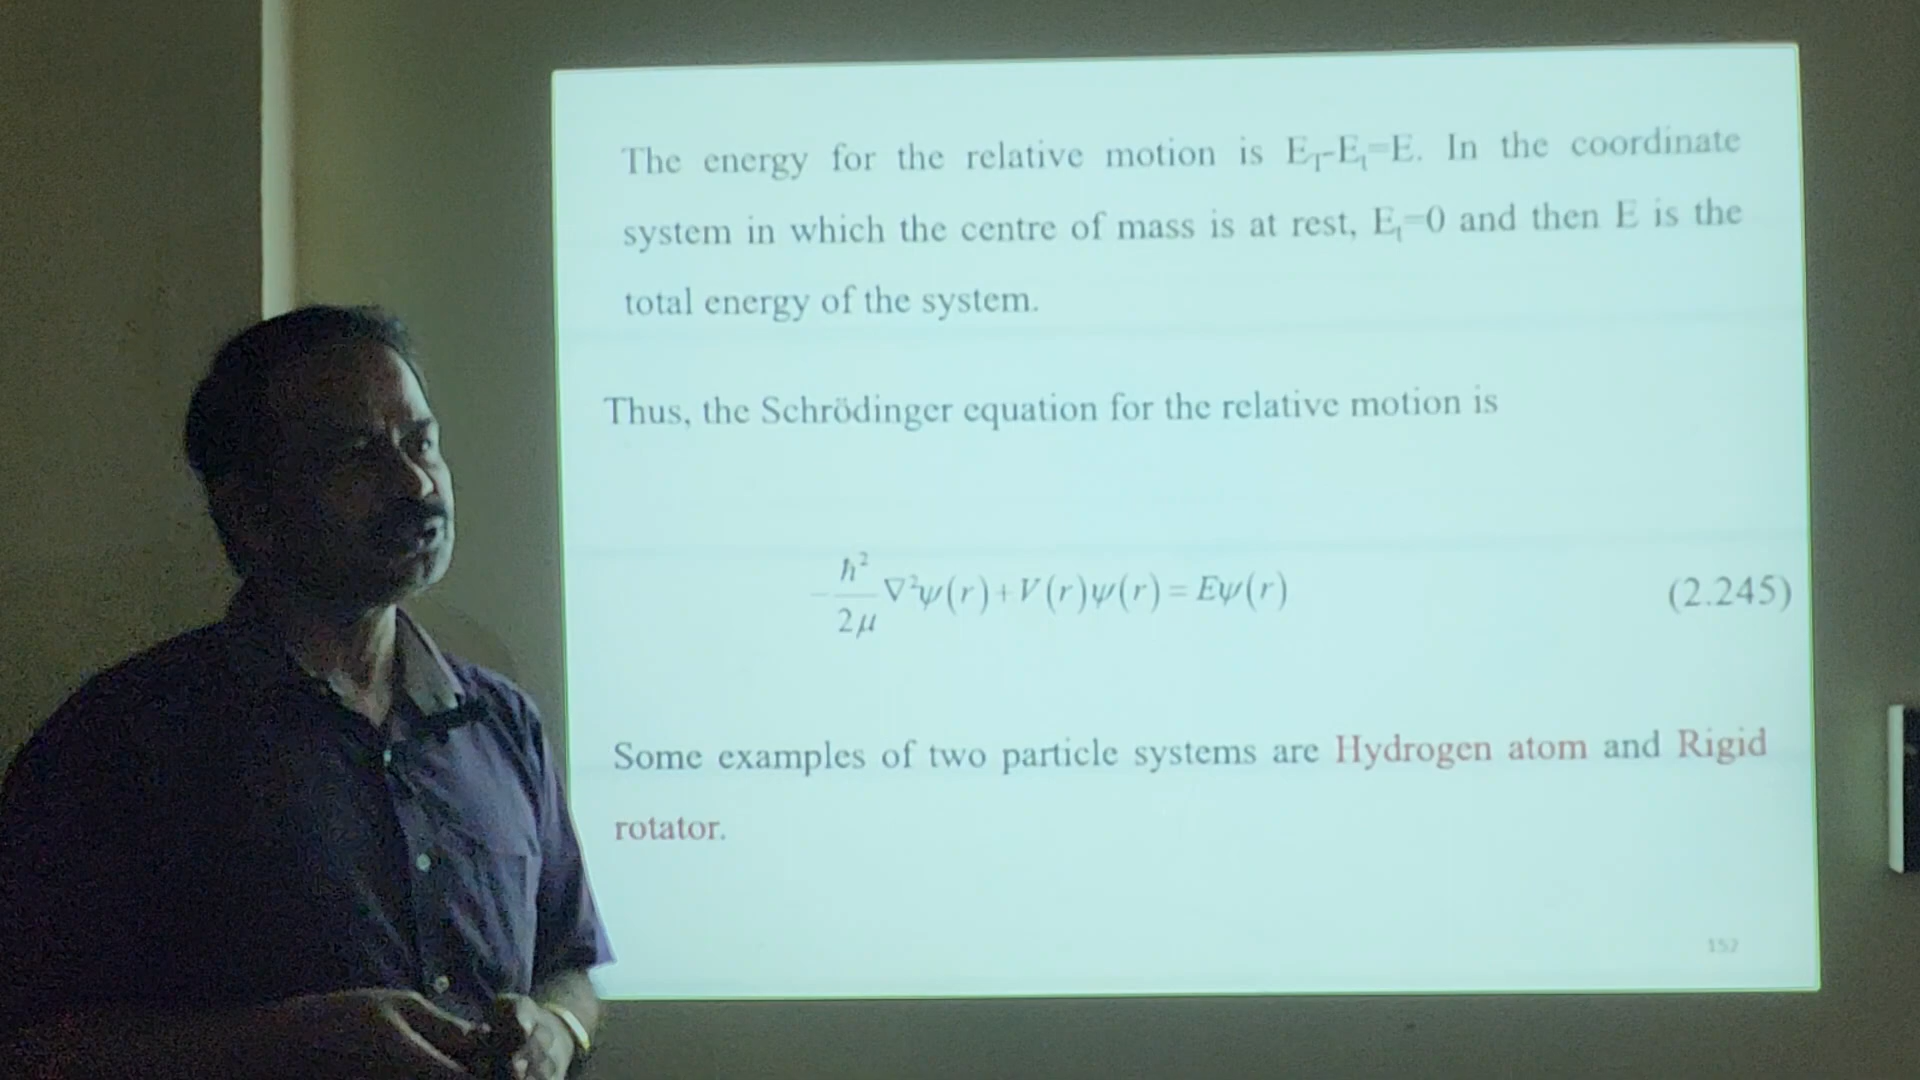 The energy for the relative motion is E_T-E_t=E. In the coordinate
system in which the centre of mass is at rest, E_t=0 and then E is the
total energy of the system.
Thus, the Schrödinger equation for the relative motion is
-ħ²/2μ ∇²ψ(r)+V(r)ψ(r)=Eψ(r) (2.245)
Some examples of two particle systems are Hydrogen atom and Rigid
rotator.
152